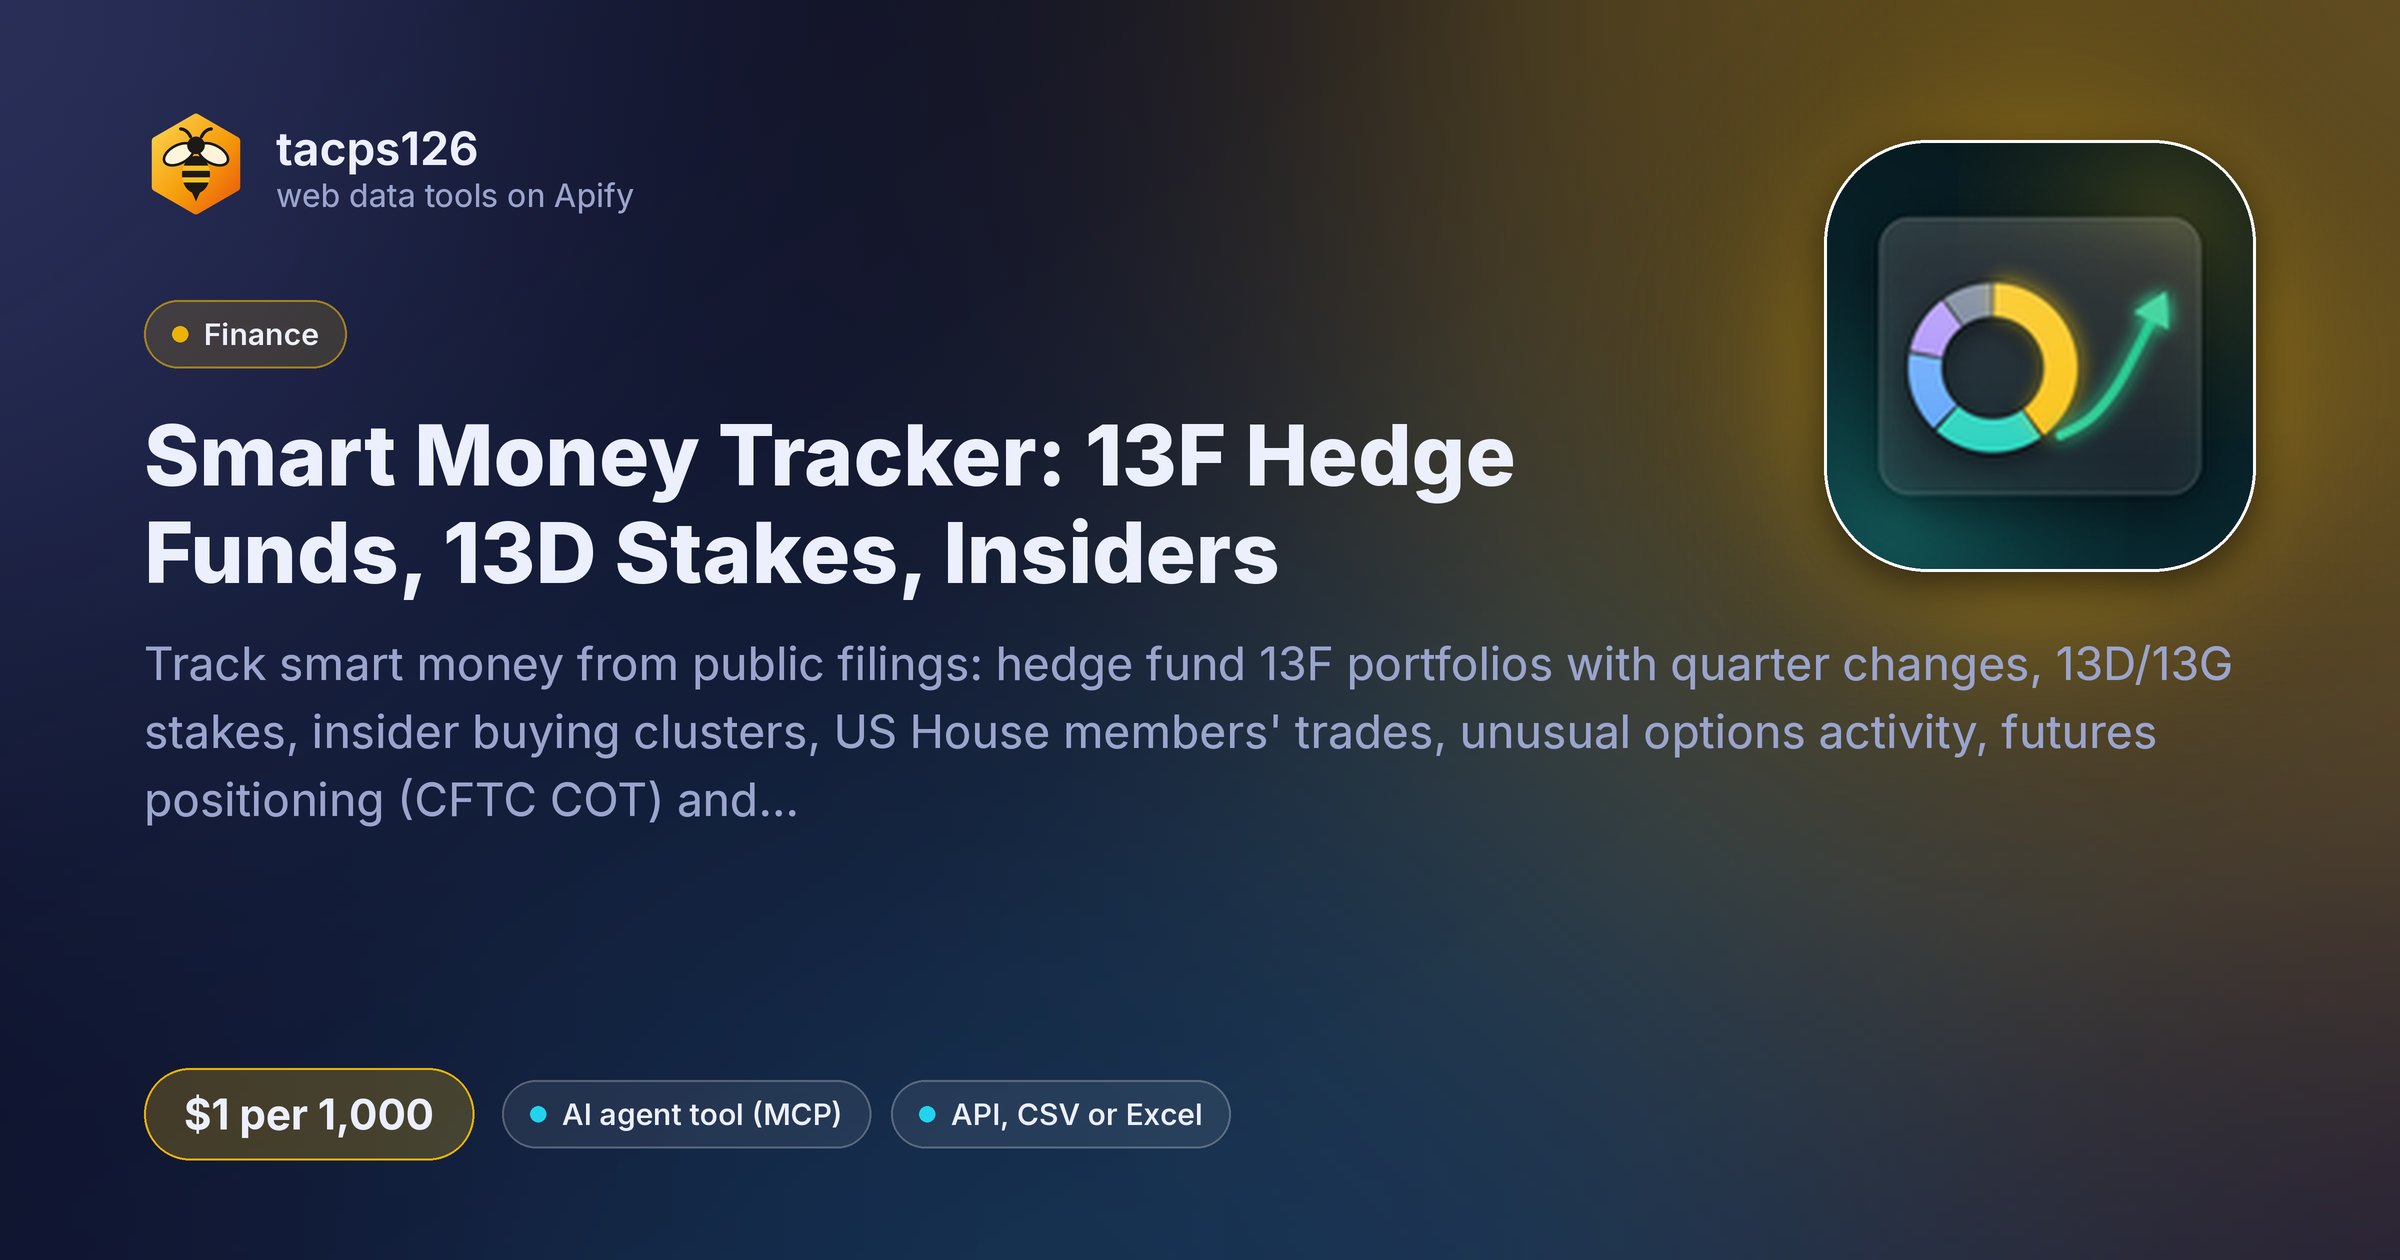 tacps126
web data tools on Apify
Finance
Smart Money Tracker: 13F Hedge
Funds, 13D Stakes, Insiders
Track smart money from public filings: hedge fund 13F portfolios with quarter changes, 13D/13G
stakes, insider buying clusters, US House members' trades, unusual options activity, futures
positioning (CFTC COT) and...
$1 per 1,000
AI agent tool (MCP)
API, CSV or Excel